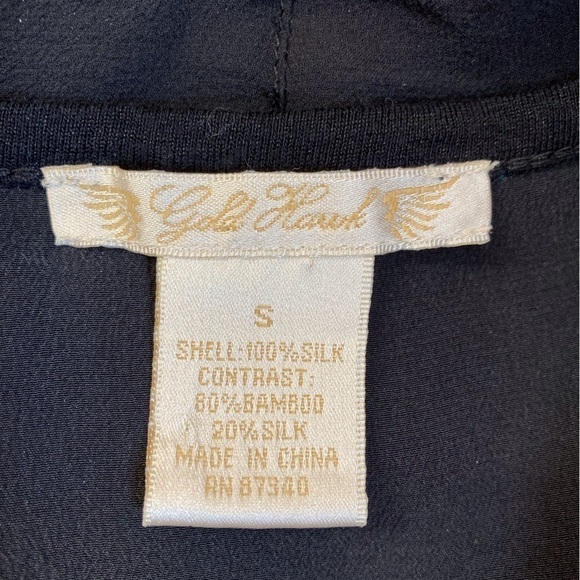 Gold Hawk
S
SHELL:100%SILK
CONTRAST:
80%BAMBOO
20%SILK
MADE IN CHINA
RN 87340